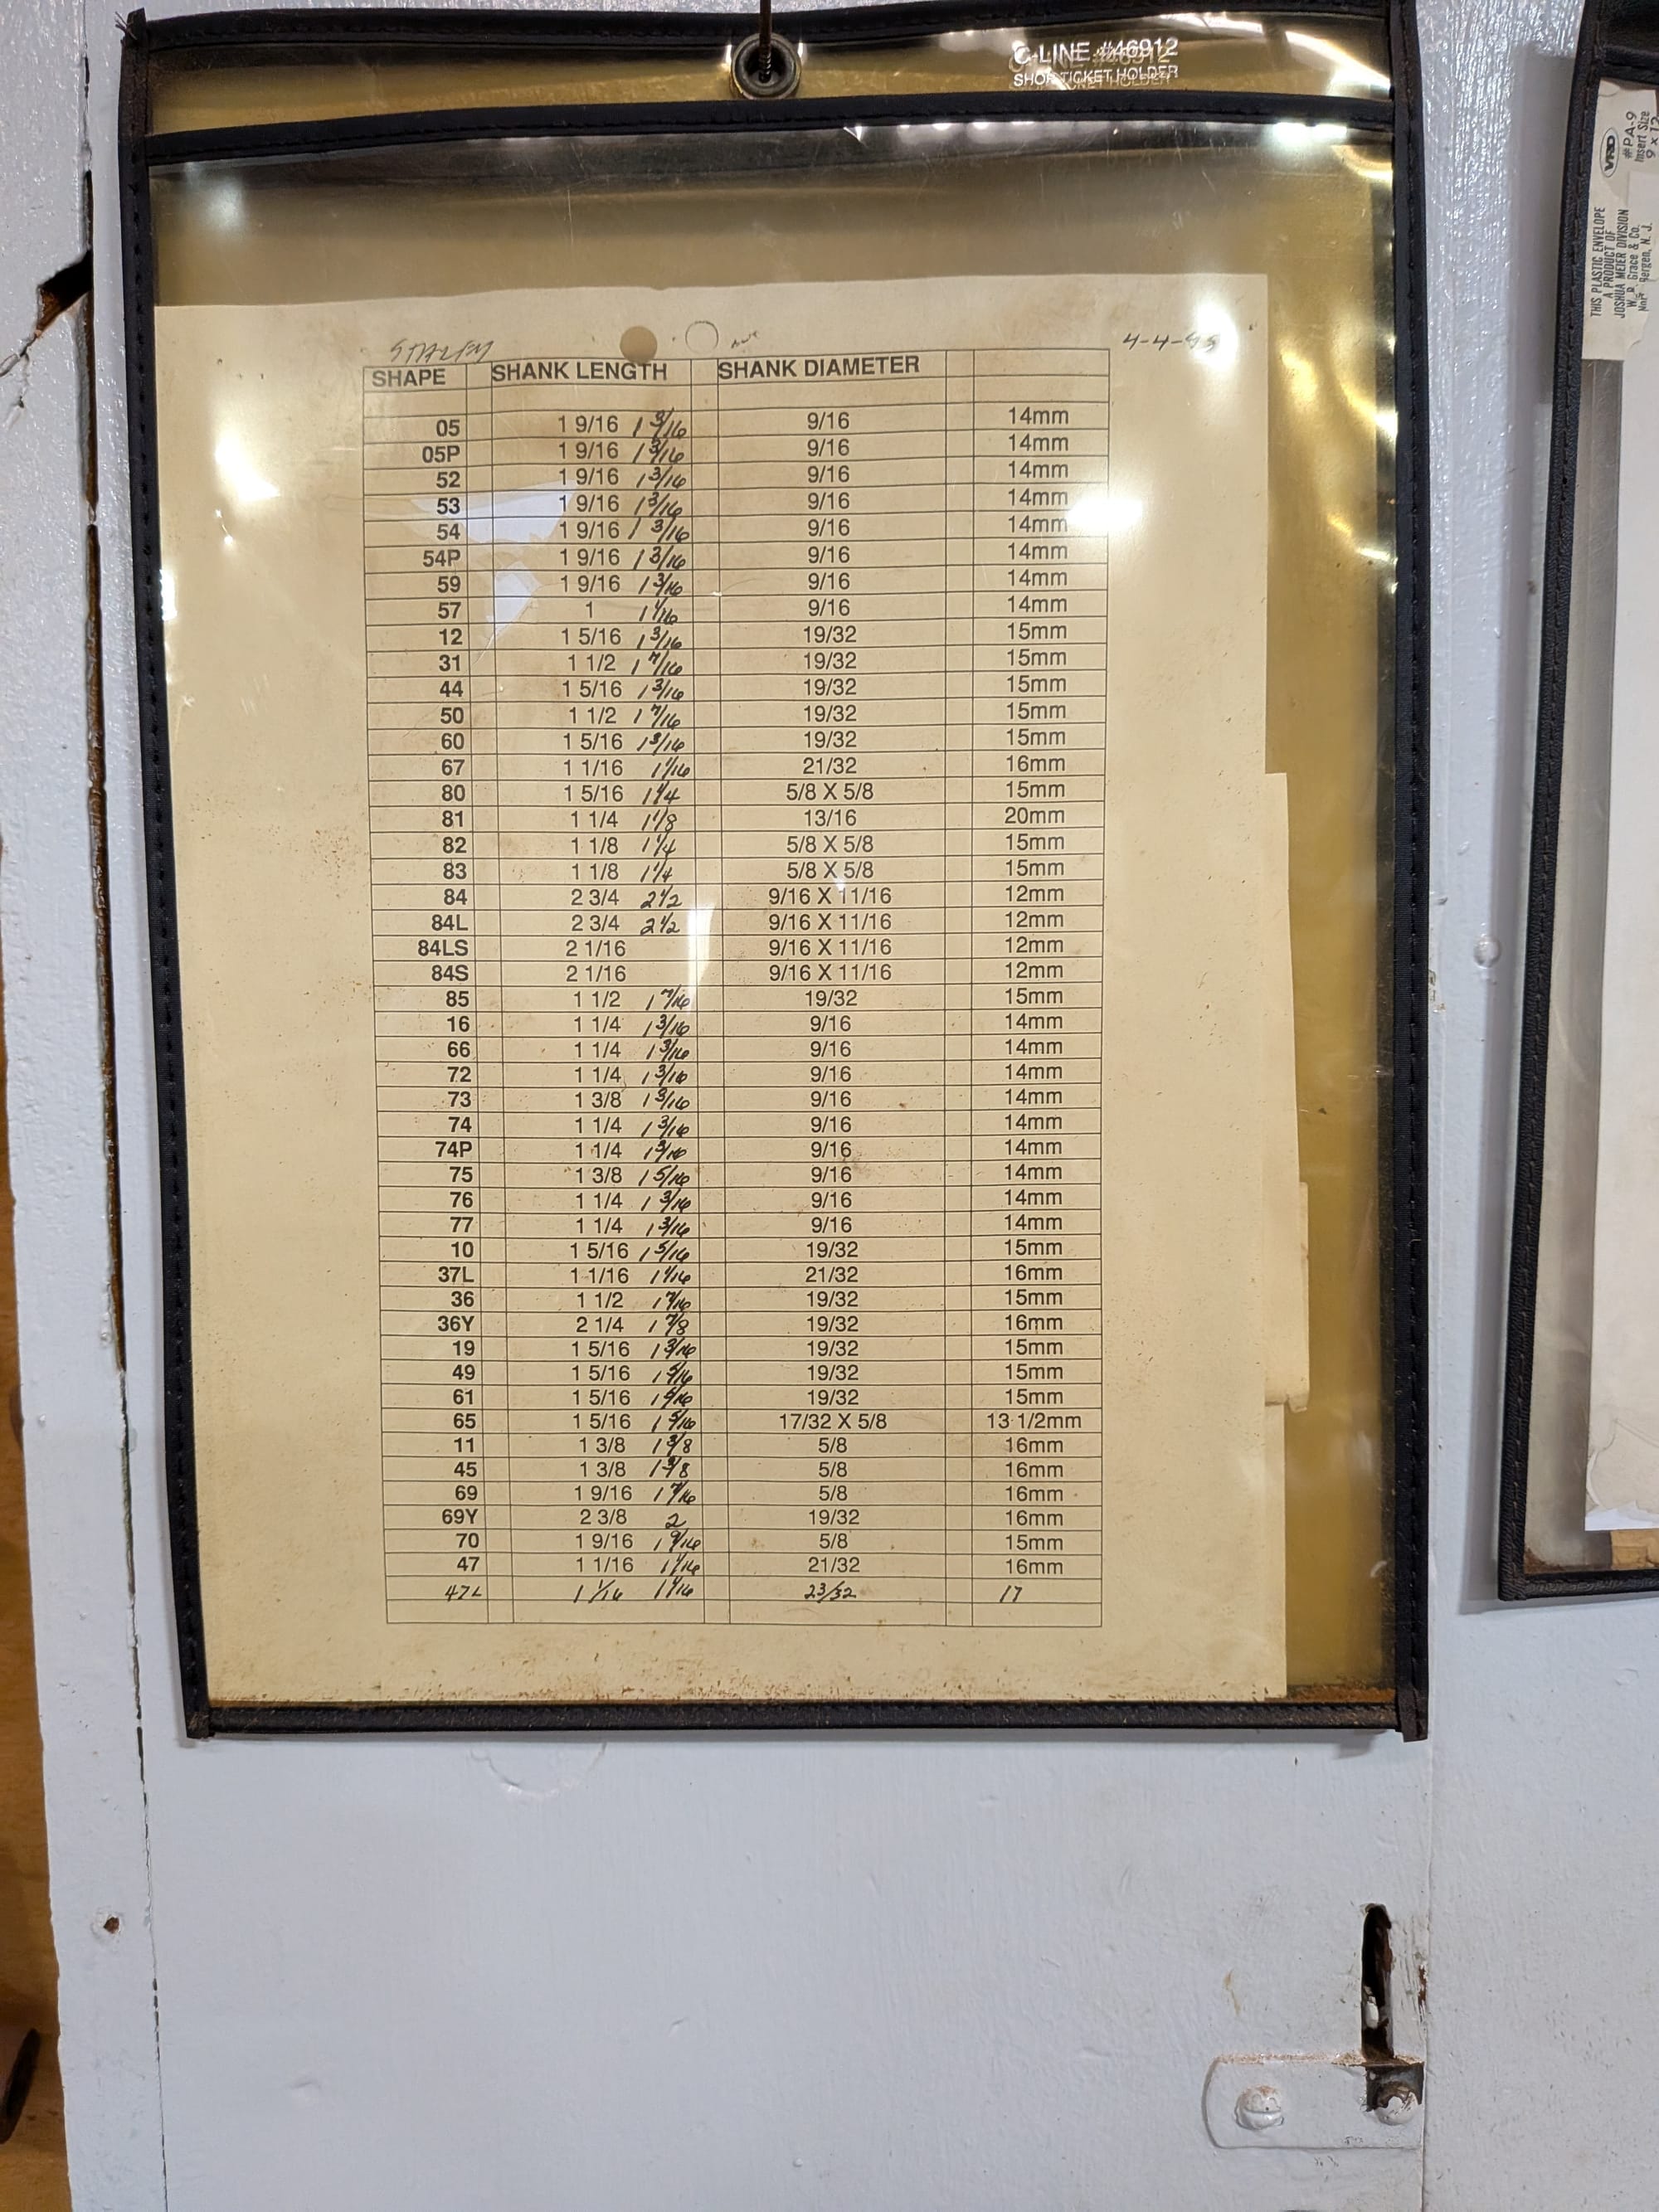 C-LINE #46912
SHOP TICKET HOLDER
4-4-
SHAPE SHANK LENGTH SHANK DIAMETER
05 1 9/16 1 3/16 9/16 14mm
05P 1 9/16 1 3/16 9/16 14mm
52 1 9/16 1 3/16 9/16 14mm
53 1 9/16 1 3/16 9/16 14mm
54 1 9/16 1 3/16 9/16 14mm
54P 1 9/16 1 3/16 9/16 14mm
59 1 9/16 1 3/16 9/16 14mm
57 1 1 1/16 9/16 14mm
12 1 5/16 1 3/16 19/32 15mm
31 1 1/2 1 7/16 19/32 15mm
44 1 5/16 1 3/16 19/32 15mm
50 1 1/2 1 7/16 19/32 15mm
60 1 5/16 1 3/16 19/32 15mm
67 1 1/16 1 1/16 21/32 16mm
80 1 5/16 1 1/4 5/8 X 5/8 15mm
81 1 1/4 1 1/8 13/16 20mm
82 1 1/8 1 1/4 5/8 X 5/8 15mm
83 1 1/8 1 1/4 5/8 X 5/8 15mm
84 2 3/4 2 1/2 9/16 X 11/16 12mm
84L 2 3/4 2 1/2 9/16 X 11/16 12mm
84LS 2 1/16 9/16 X 11/16 12mm
84S 2 1/16 9/16 X 11/16 12mm
85 1 1/2 1 7/16 19/32 15mm
16 1 1/4 1 3/16 9/16 14mm
66 1 1/4 1 3/16 9/16 14mm
72 1 1/4 1 3/16 9/16 14mm
73 1 3/8 1 3/16 9/16 14mm
74 1 1/4 1 3/16 9/16 14mm
74P 1 1/4 1 3/16 9/16 14mm
75 1 3/8 1 5/16 9/16 14mm
76 1 1/4 1 3/16 9/16 14mm
77 1 1/4 1 3/16 9/16 14mm
10 1 5/16 1 5/16 19/32 15mm
37L 1 1/16 1 1/16 21/32 16mm
36 1 1/2 1 7/16 19/32 15mm
36Y 2 1/4 1 7/8 19/32 16mm
19 1 5/16 1 3/16 19/32 15mm
49 1 5/16 1 5/16 19/32 15mm
61 1 5/16 1 5/16 19/32 15mm
65 1 5/16 1 5/16 17/32 X 5/8 13 1/2mm
11 1 3/8 1 3/8 5/8 16mm
45 1 3/8 1 3/8 5/8 16mm
69 1 9/16 1 7/16 5/8 16mm
69Y 2 3/8 2 19/32 16mm
70 1 9/16 1 9/16 5/8 15mm
47 1 1/16 1 1/16 21/32 16mm
47L 1 1/16 1 1/16 23/32 17
VRD
#PA-9
Insert Size
9 x 12
THIS PLASTIC ENVELOPE
A PRODUCT OF
JOSHUA MEIER DIVISION
W. R. Grace & Co.
Bergen, N. J.